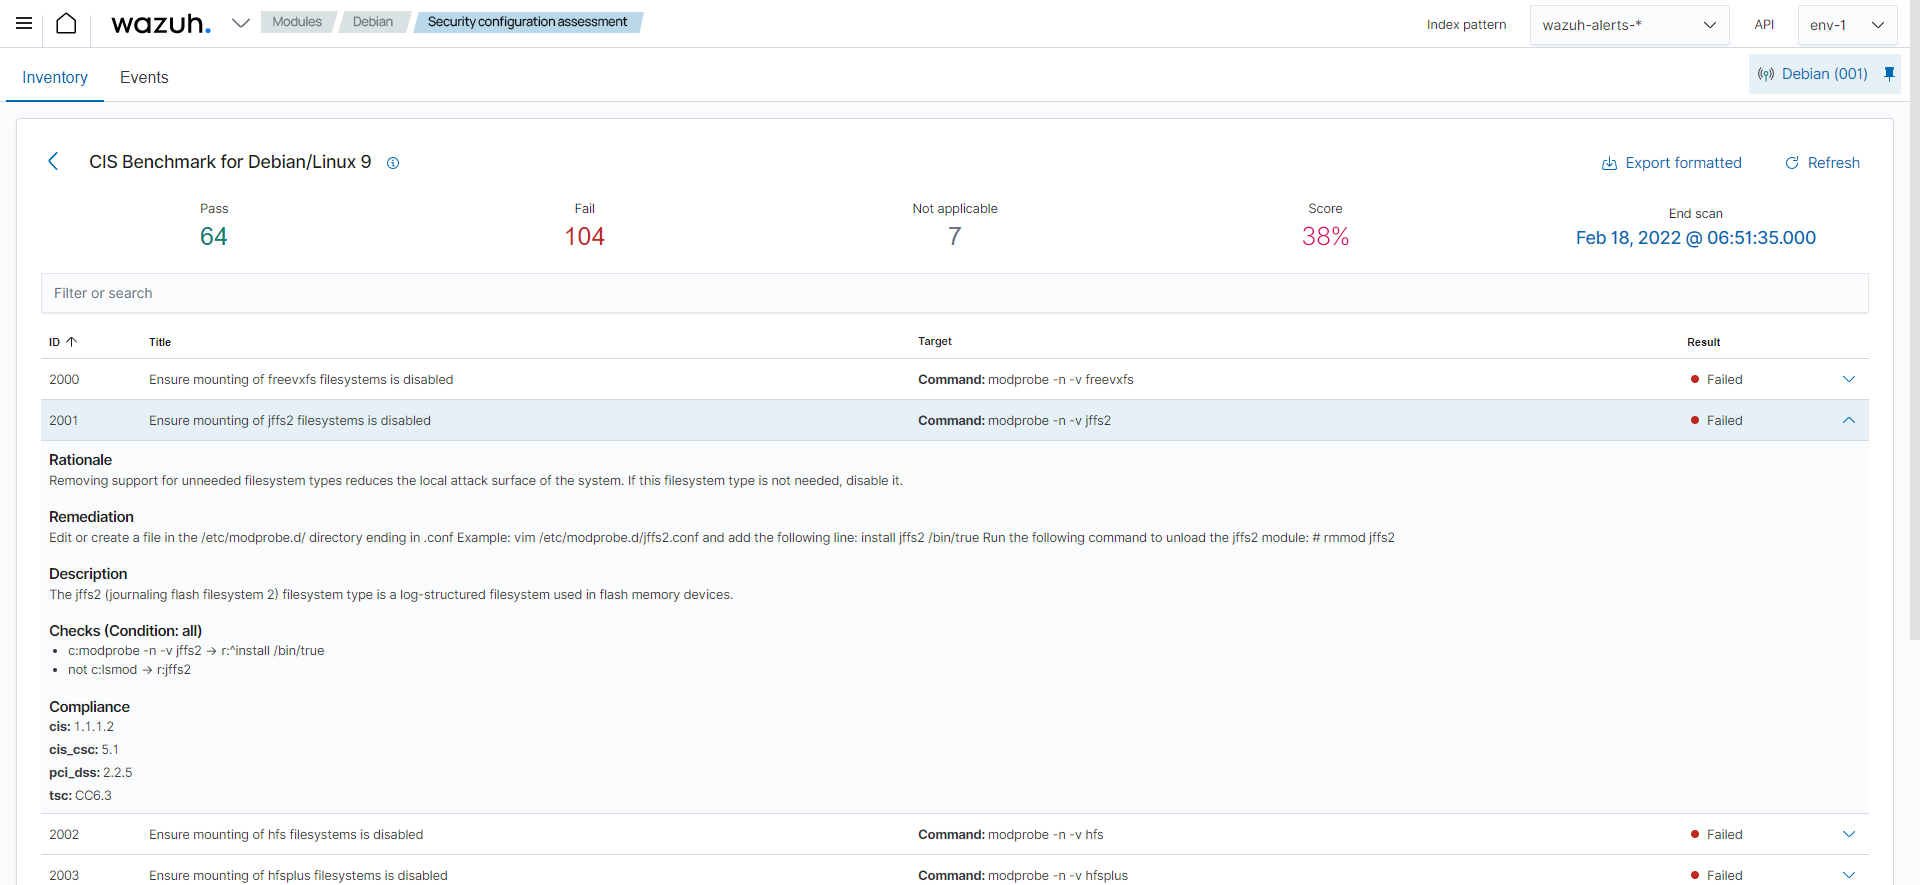 wazuh.
Modules
Debian
Security configuration assessment
Index pattern
wazuh-alerts-*
API
env-1
Inventory
Events
Debian (001)
CIS Benchmark for Debian/Linux 9
Export formatted
Refresh
Pass
Fail
Not applicable
Score
End scan
64
104
7
38%
Feb 18, 2022 @ 06:51:35.000
Filter or search
ID Title Target Result
2000 Ensure mounting of freevxfs filesystems is disabled Command: modprobe -n -v freevxfs Failed
2001 Ensure mounting of jffs2 filesystems is disabled Command: modprobe -n -v jffs2 Failed
Rationale
Removing support for unneeded filesystem types reduces the local attack surface of the system. If this filesystem type is not needed, disable it.
Remediation
Edit or create a file in the /etc/modprobe.d/ directory ending in .conf Example: vim /etc/modprobe.d/jffs2.conf and add the following line: install jffs2 /bin/true Run the following command to unload the jffs2 module: # rmmod jffs2
Description
The jffs2 (journaling flash filesystem 2) filesystem type is a log-structured filesystem used in flash memory devices.
Checks (Condition: all)
• c:modprobe -n -v jffs2 → r:^install /bin/true
• not c:lsmod → r:jffs2
Compliance
cis: 1.1.1.2
cis_csc: 5.1
pci_dss: 2.2.5
tsc: CC6.3
2002 Ensure mounting of hfs filesystems is disabled Command: modprobe -n -v hfs Failed
2003 Ensure mounting of hfsplus filesystems is disabled Command: modprobe -n -v hfsplus Failed